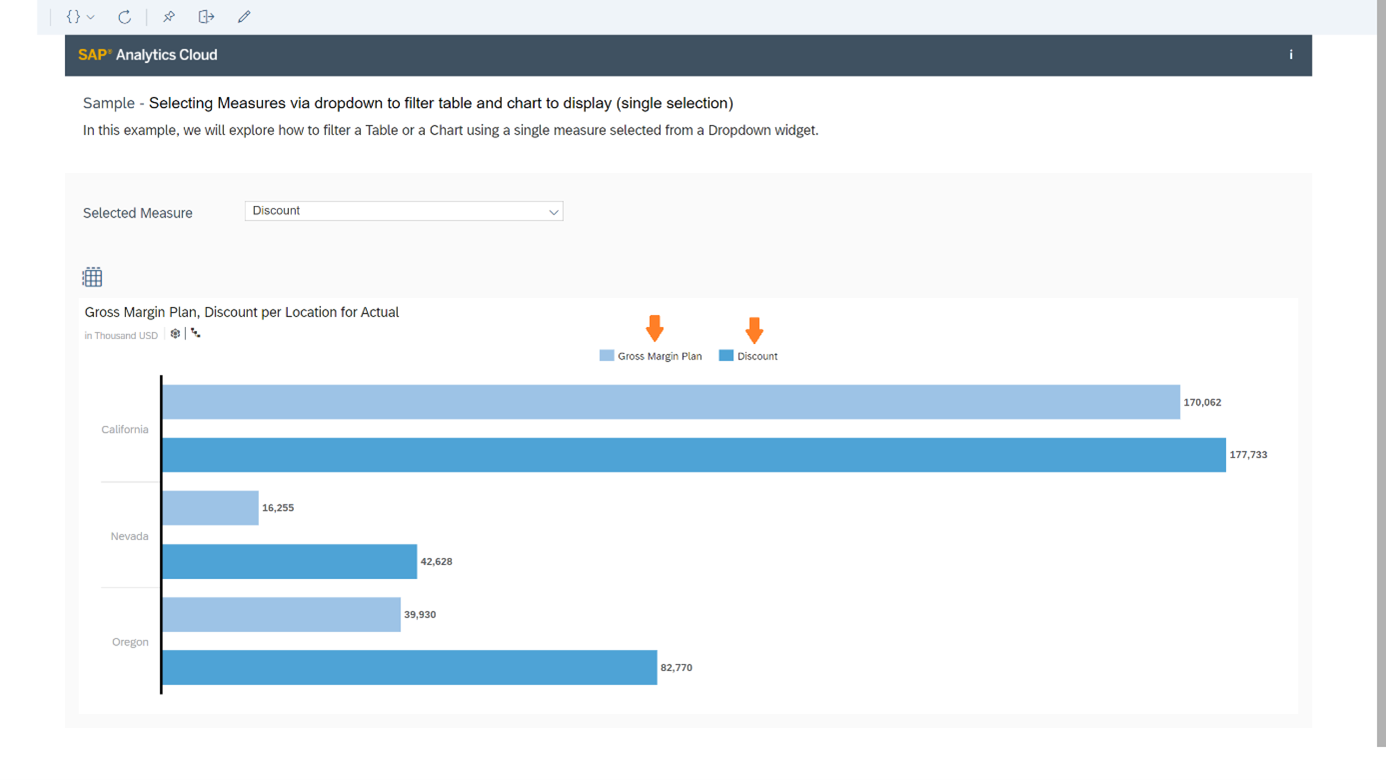 {}
SAP® Analytics Cloud
i
Sample - Selecting Measures via dropdown to filter table and chart to display (single selection)
In this example, we will explore how to filter a Table or a Chart using a single measure selected from a Dropdown widget.
Selected Measure
Discount
Gross Margin Plan, Discount per Location for Actual
in Thousand USD
Gross Margin Plan Discount
California
170,062
177,733
Nevada
16,255
42,628
Oregon
39,930
82,770